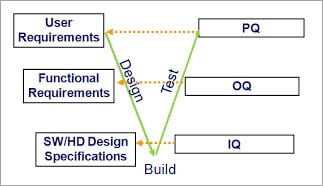 User
Requirements
PQ
Functional
Requirements
OQ
Design
Test
SW/HD Design
Specifications
IQ
Build